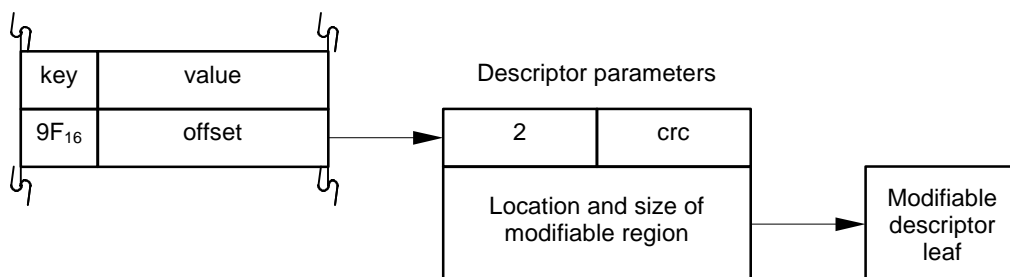 key value
9F₁₆ offset
Descriptor parameters
2 crc
Location and size of
modifiable region
Modifiable
descriptor
leaf